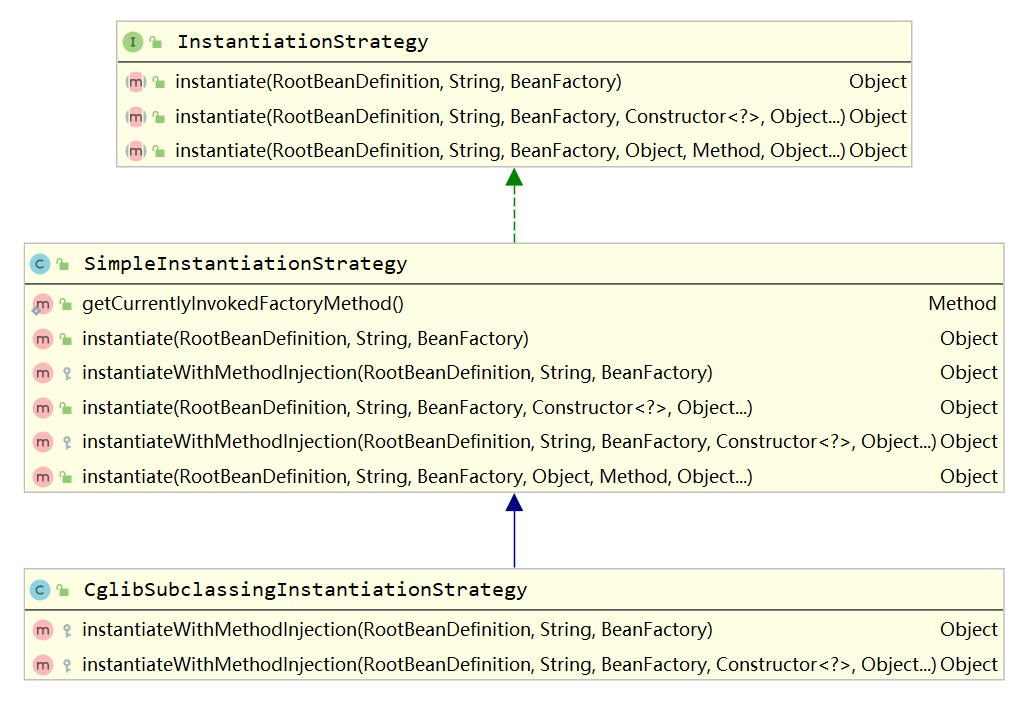 I InstantiationStrategy
m instantiate(RootBeanDefinition, String, BeanFactory) Object
m instantiate(RootBeanDefinition, String, BeanFactory, Constructor<?>, Object...) Object
m instantiate(RootBeanDefinition, String, BeanFactory, Object, Method, Object...) Object
C SimpleInstantiationStrategy
m getCurrentlyInvokedFactoryMethod() Method
m instantiate(RootBeanDefinition, String, BeanFactory) Object
m instantiateWithMethodInjection(RootBeanDefinition, String, BeanFactory) Object
m instantiate(RootBeanDefinition, String, BeanFactory, Constructor<?>, Object...) Object
m instantiateWithMethodInjection(RootBeanDefinition, String, BeanFactory, Constructor<?>, Object...) Object
m instantiate(RootBeanDefinition, String, BeanFactory, Object, Method, Object...) Object
C CglibSubclassingInstantiationStrategy
m instantiateWithMethodInjection(RootBeanDefinition, String, BeanFactory) Object
m instantiateWithMethodInjection(RootBeanDefinition, String, BeanFactory, Constructor<?>, Object...) Object